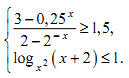 { (3 − 0,25^x) / (2 − 2^(−x)) ≥ 1,5,
log_{x^2} (x + 2) ≤ 1.